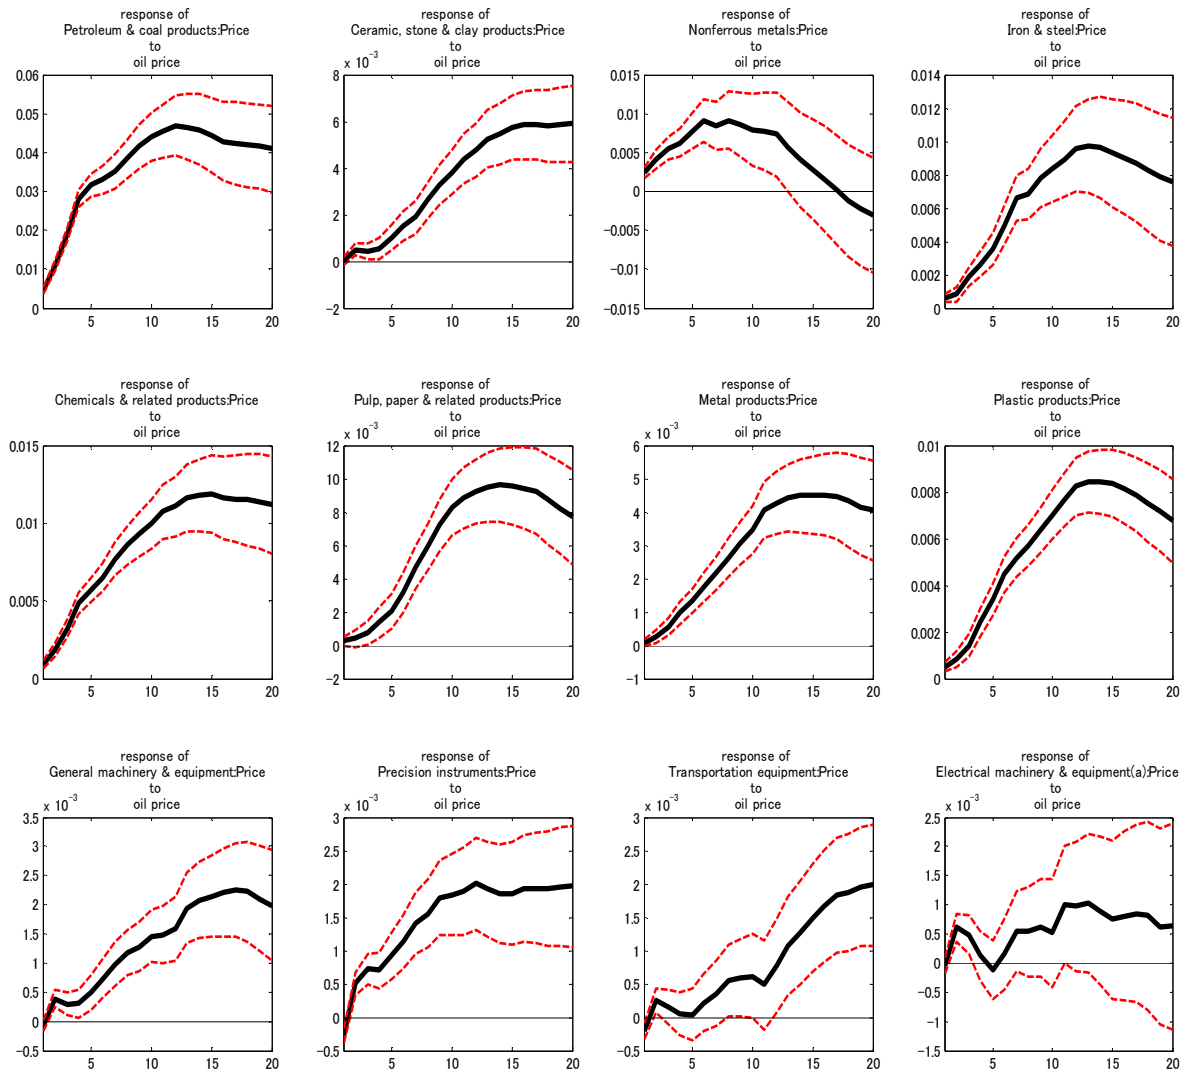 response of
Petroleum & coal products:Price
to
oil price
0.06
0.05
0.04
0.03
0.02
0.01
0
5 10 15 20
response of
Ceramic, stone & clay products:Price
to
oil price
x 10⁻³
8
6
4
2
0
−2
5 10 15 20
response of
Nonferrous metals:Price
to
oil price
0.015
0.01
0.005
0
−0.005
−0.01
−0.015
5 10 15 20
response of
Iron & steel:Price
to
oil price
0.014
0.012
0.01
0.008
0.006
0.004
0.002
0
5 10 15 20
response of
Chemicals & related products:Price
to
oil price
0.015
0.01
0.005
0
5 10 15 20
response of
Pulp, paper & related products:Price
to
oil price
x 10⁻³
12
10
8
6
4
2
0
−2
5 10 15 20
response of
Metal products:Price
to
oil price
x 10⁻³
6
5
4
3
2
1
0
−1
5 10 15 20
response of
Plastic products:Price
to
oil price
0.01
0.008
0.006
0.004
0.002
0
5 10 15 20
response of
General machinery & equipment:Price
to
oil price
x 10⁻³
3.5
3
2.5
2
1.5
1
0.5
0
−0.5
5 10 15 20
response of
Precision instruments:Price
to
oil price
x 10⁻³
3
2.5
2
1.5
1
0.5
0
−0.5
5 10 15 20
response of
Transportation equipment:Price
to
oil price
x 10⁻³
3
2.5
2
1.5
1
0.5
0
−0.5
5 10 15 20
response of
Electrical machinery & equipment(a):Price
to
oil price
x 10⁻³
2.5
2
1.5
1
0.5
0
−0.5
−1
−1.5
5 10 15 20